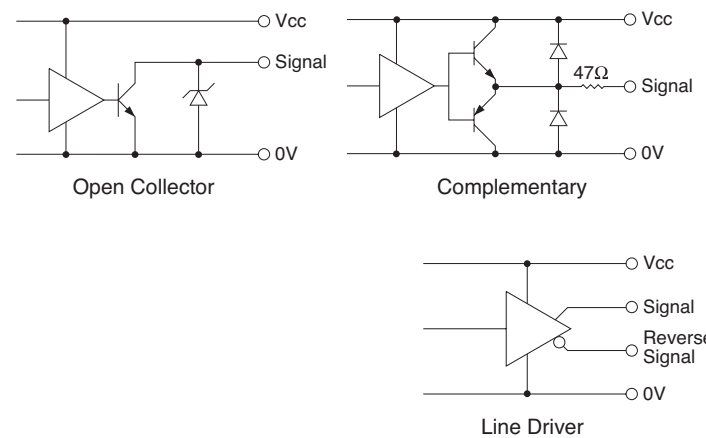 Vcc
Signal
0V
Open Collector
Vcc
47Ω
Signal
0V
Complementary
Vcc
Signal
Reverse
Signal
0V
Line Driver